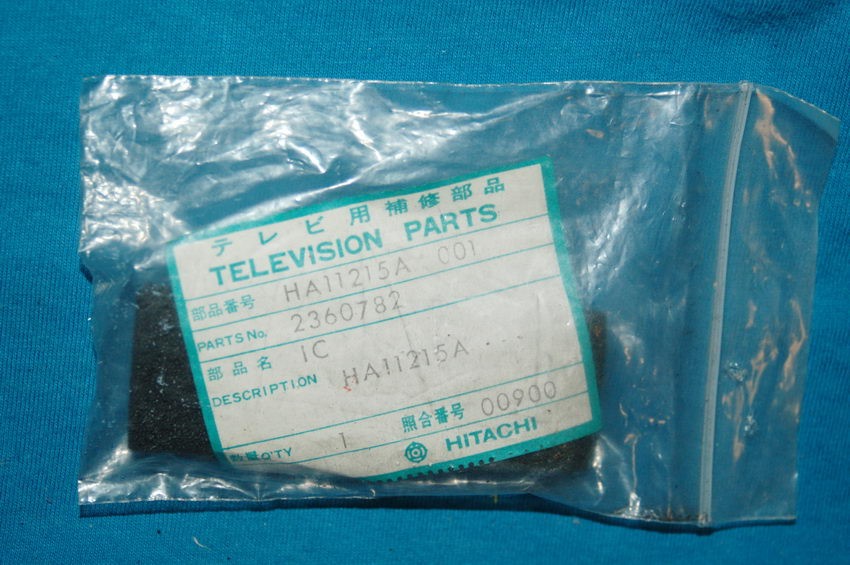 テレビ用補修部品
TELEVISION PARTS
部品番号 HA11215A 001
PARTS No. 2360782
部品名 IC
DESCRIPTION HA11215A
数量 Q'TY 1 照合番号 00900
HITACHI